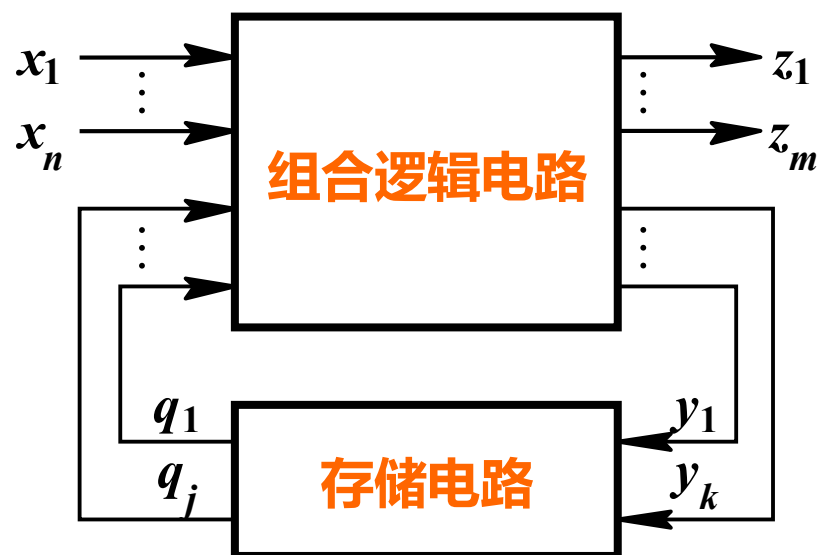 x1 z1
⋮ ⋮
xn zm
组合逻辑电路
⋮ ⋮
q1 y1
存储电路
qj yk